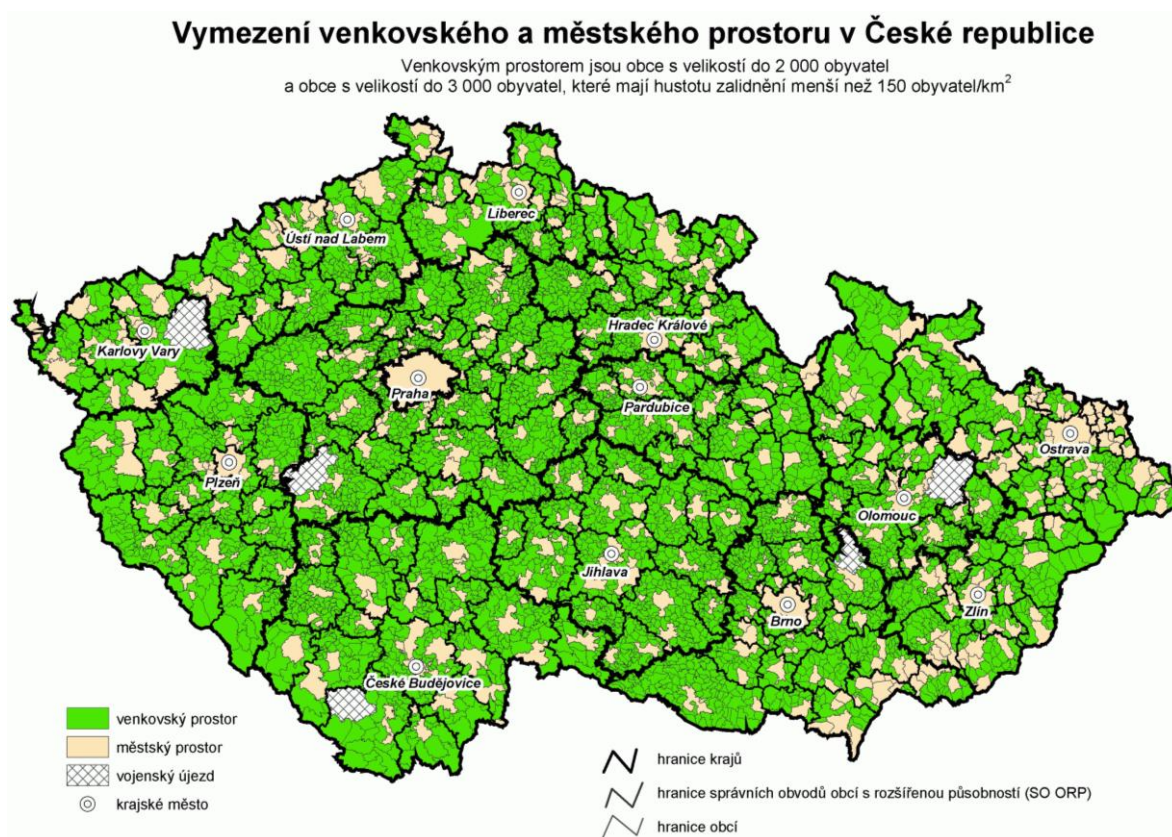 Vymezení venkovského a městského prostoru v České republice
Venkovským prostorem jsou obce s velikostí do 2 000 obyvatel
a obce s velikostí do 3 000 obyvatel, které mají hustotu zalidnění menší než 150 obyvatel/km²
Liberec
Ústí nad Labem
Hradec Králové
Karlovy Vary
Praha
Pardubice
Ostrava
Plzeň
Olomouc
Jihlava
Zlín
Brno
České Budějovice
venkovský prostor
městský prostor
vojenský újezd
krajské město
hranice krajů
hranice správních obvodů obcí s rozšířenou působností (SO ORP)
hranice obcí